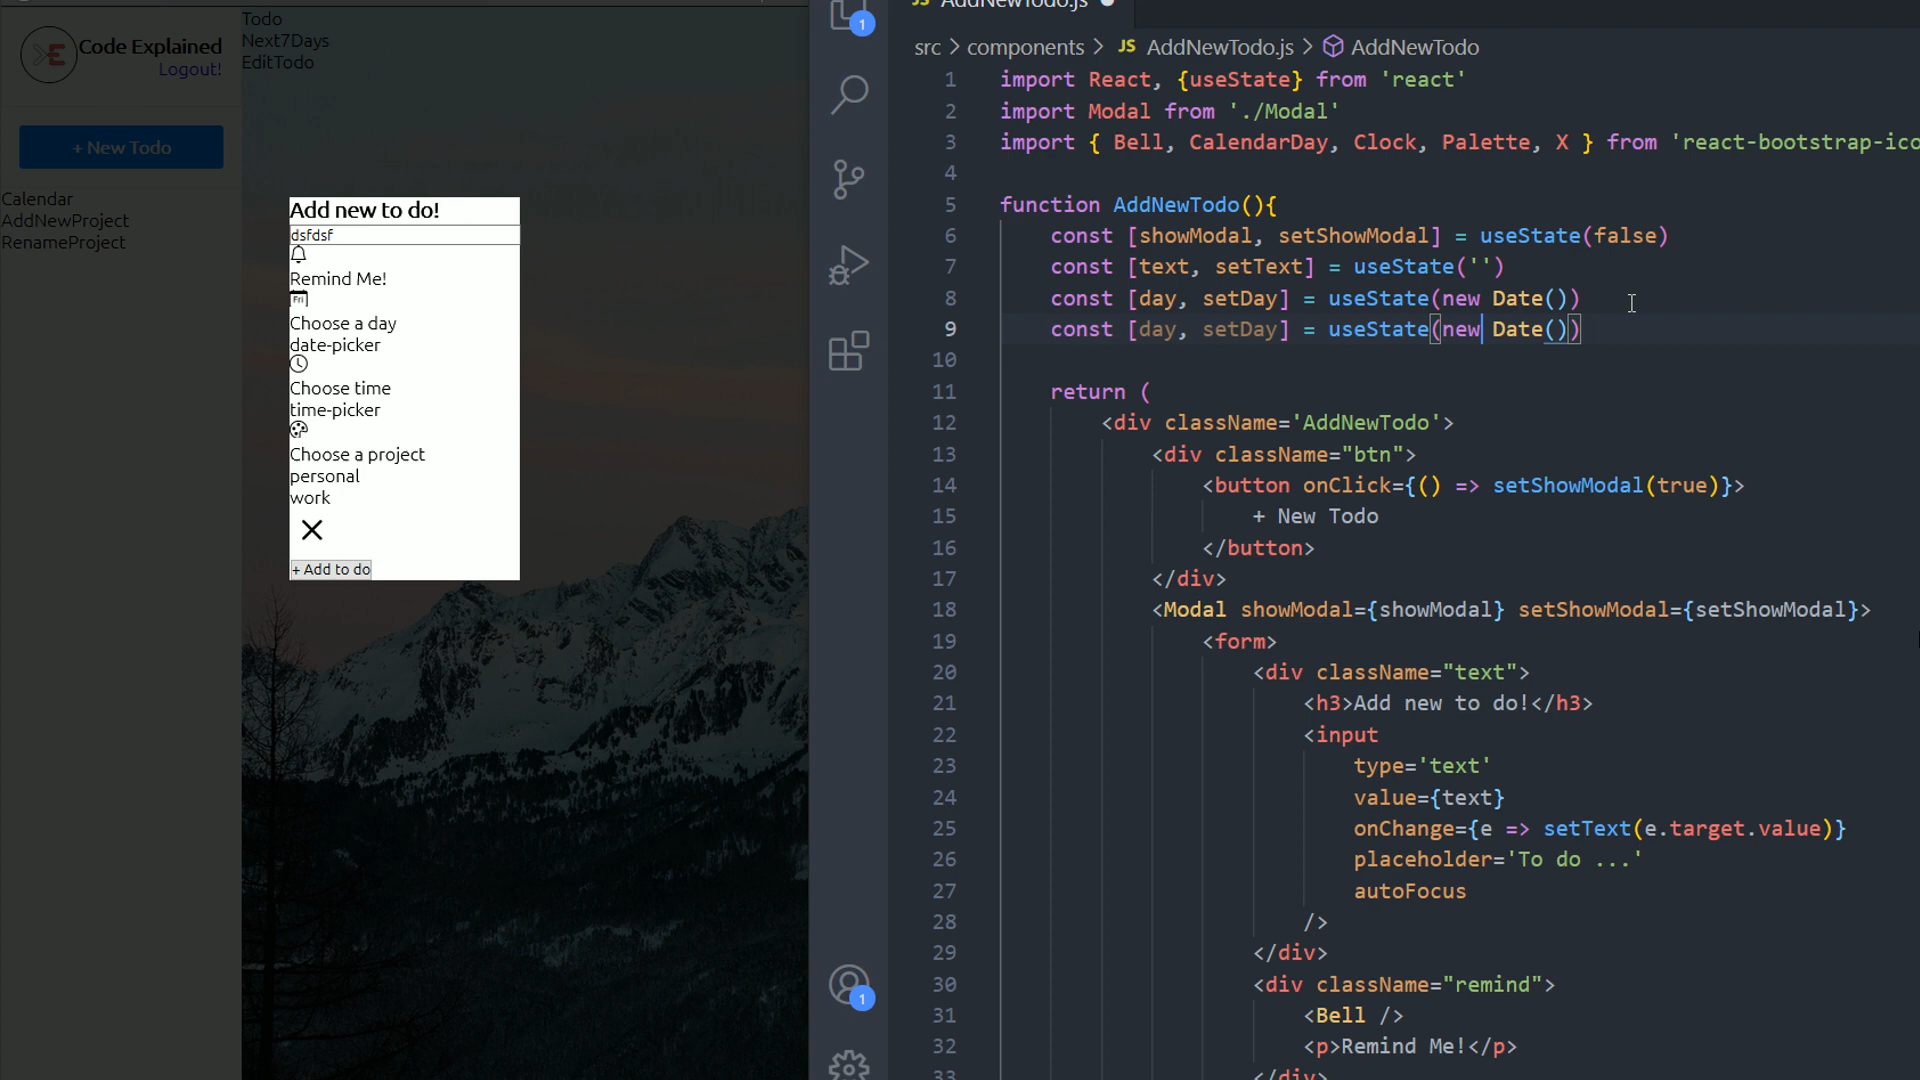 Code Explained
Logout!
+ New Todo
Calendar
AddNewProject
RenameProject
Todo
Next7Days
EditTodo
Add new to do!
dsfdsf
Remind Me!
Fri
Choose a day
date-picker
Choose time
time-picker
Choose a project
personal
work
+ Add to do
1
1
JS AddNewTodo.js
src > components > JS AddNewTodo.js > AddNewTodo
1 import React, {useState} from 'react'
2 import Modal from './Modal'
3 import { Bell, CalendarDay, Clock, Palette, X } from 'react-bootstrap-ico
4
5 function AddNewTodo(){
6 const [showModal, setShowModal] = useState(false)
7 const [text, setText] = useState('')
8 const [day, setDay] = useState(new Date())
9 const [day, setDay] = useState(new Date())
10
11 return (
12 <div className='AddNewTodo'>
13 <div className="btn">
14 <button onClick={() => setShowModal(true)}>
15 + New Todo
16 </button>
17 </div>
18 <Modal showModal={showModal} setShowModal={setShowModal}>
19 <form>
20 <div className="text">
21 <h3>Add new to do!</h3>
22 <input
23 type='text'
24 value={text}
25 onChange={e => setText(e.target.value)}
26 placeholder='To do ...'
27 autoFocus
28 />
29 </div>
30 <div className="remind">
31 <Bell />
32 <p>Remind Me!</p>
33 </div>